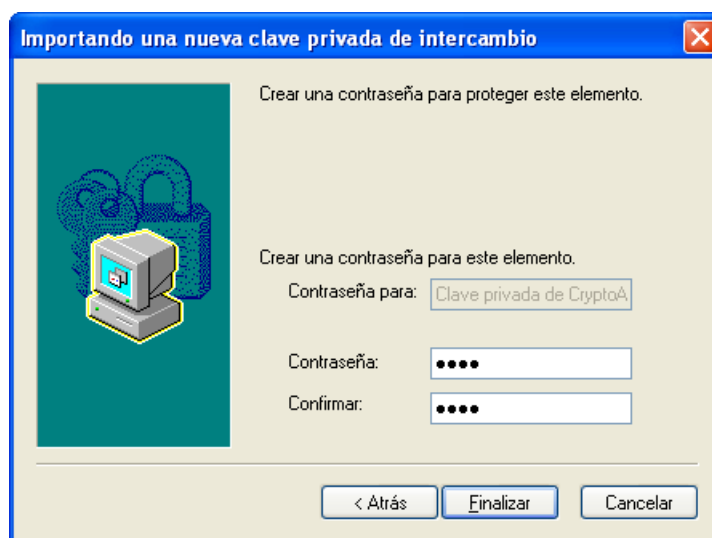 Importando una nueva clave privada de intercambio
Crear una contraseña para proteger este elemento.
Crear una contraseña para este elemento.
Contraseña para: Clave privada de CryptoA
Contraseña: ●●●●
Confirmar: ●●●●
< Atrás Finalizar Cancelar